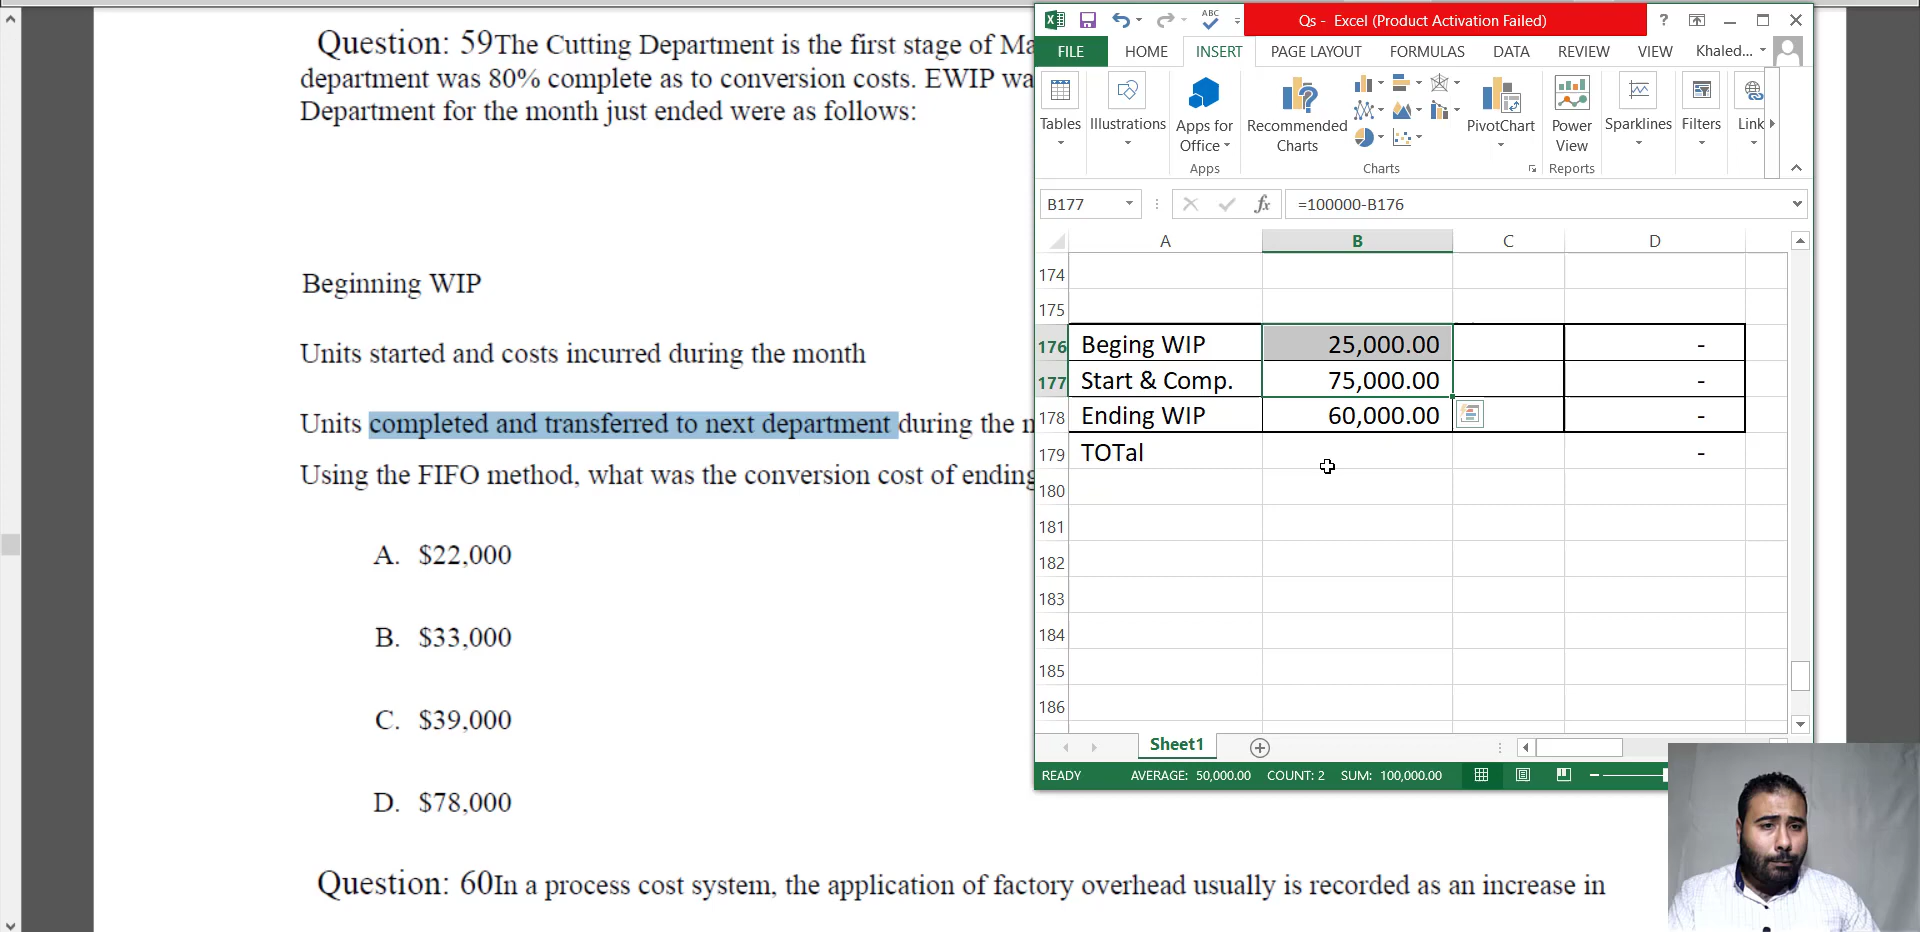 Question: 59The Cutting Department is the first stage of Ma
department was 80% complete as to conversion costs. EWIP wa
Department for the month just ended were as follows:
Beginning WIP
Units started and costs incurred during the month
Units completed and transferred to next department during the
Using the FIFO method, what was the conversion cost of ending
A. $22,000
B. $33,000
C. $39,000
D. $78,000
Question: 60In a process cost system, the application of factory overhead usually is recorded as an increase in
ABC
Qs - Excel (Product Activation Failed)
?
FILE HOME INSERT PAGE LAYOUT FORMULAS DATA REVIEW VIEW Khaled...
Tables
Illustrations
Apps for
Office
Recommended
Charts
PivotChart
Power
View
Sparklines
Filters
Link
Apps
Charts
Reports
B177 fx =100000-B176
A B C D
174
175
176 Beging WIP 25,000.00 -
177 Start & Comp. 75,000.00 -
178 Ending WIP 60,000.00 -
179 TOTal -
180
181
182
183
184
185
186
Sheet1
READY AVERAGE: 50,000.00 COUNT: 2 SUM: 100,000.00